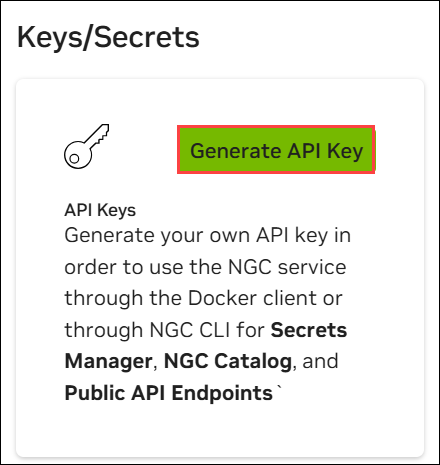 Keys/Secrets
Generate API Key
API Keys
Generate your own API key in
order to use the NGC service
through the Docker client or
through NGC CLI for Secrets
Manager, NGC Catalog, and
Public API Endpoints`